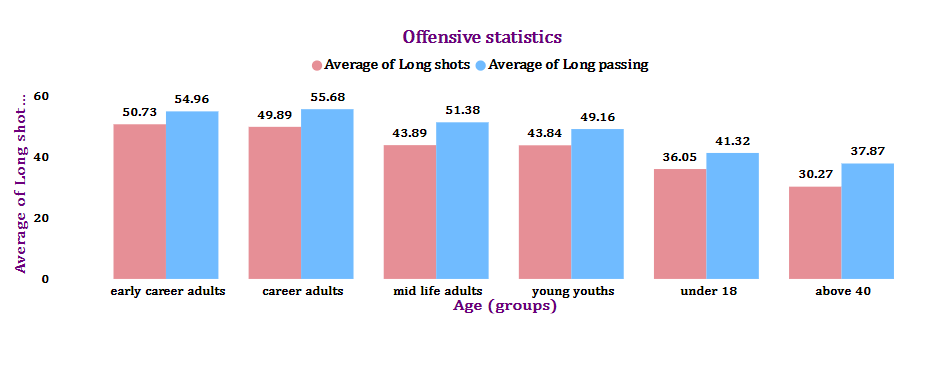 Offensive statistics
Average of Long shots Average of Long passing
Average of Long shot...
60
40
20
0
50.73 54.96 49.89 55.68 43.89 51.38 43.84 49.16 36.05 41.32 30.27 37.87
early career adults career adults mid life adults young youths under 18 above 40
Age (groups)